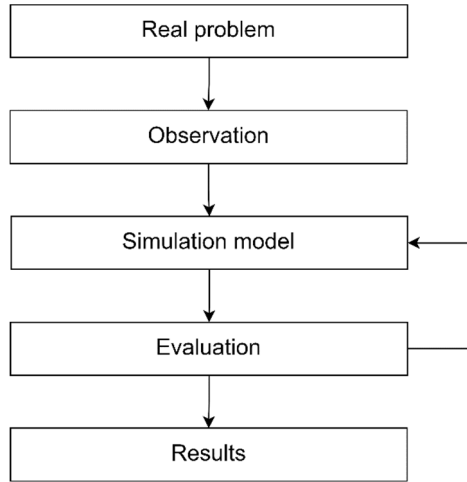 Real problem
Observation
Simulation model
Evaluation
Results